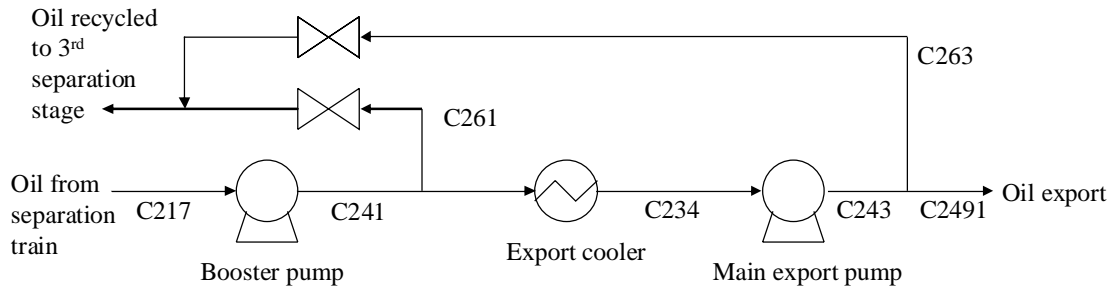 Oil recycled
to 3rd
separation
stage
C263
C261
Oil from
separation
train
C217
C241
C234
C243
C2491
Oil export
Booster pump
Export cooler
Main export pump